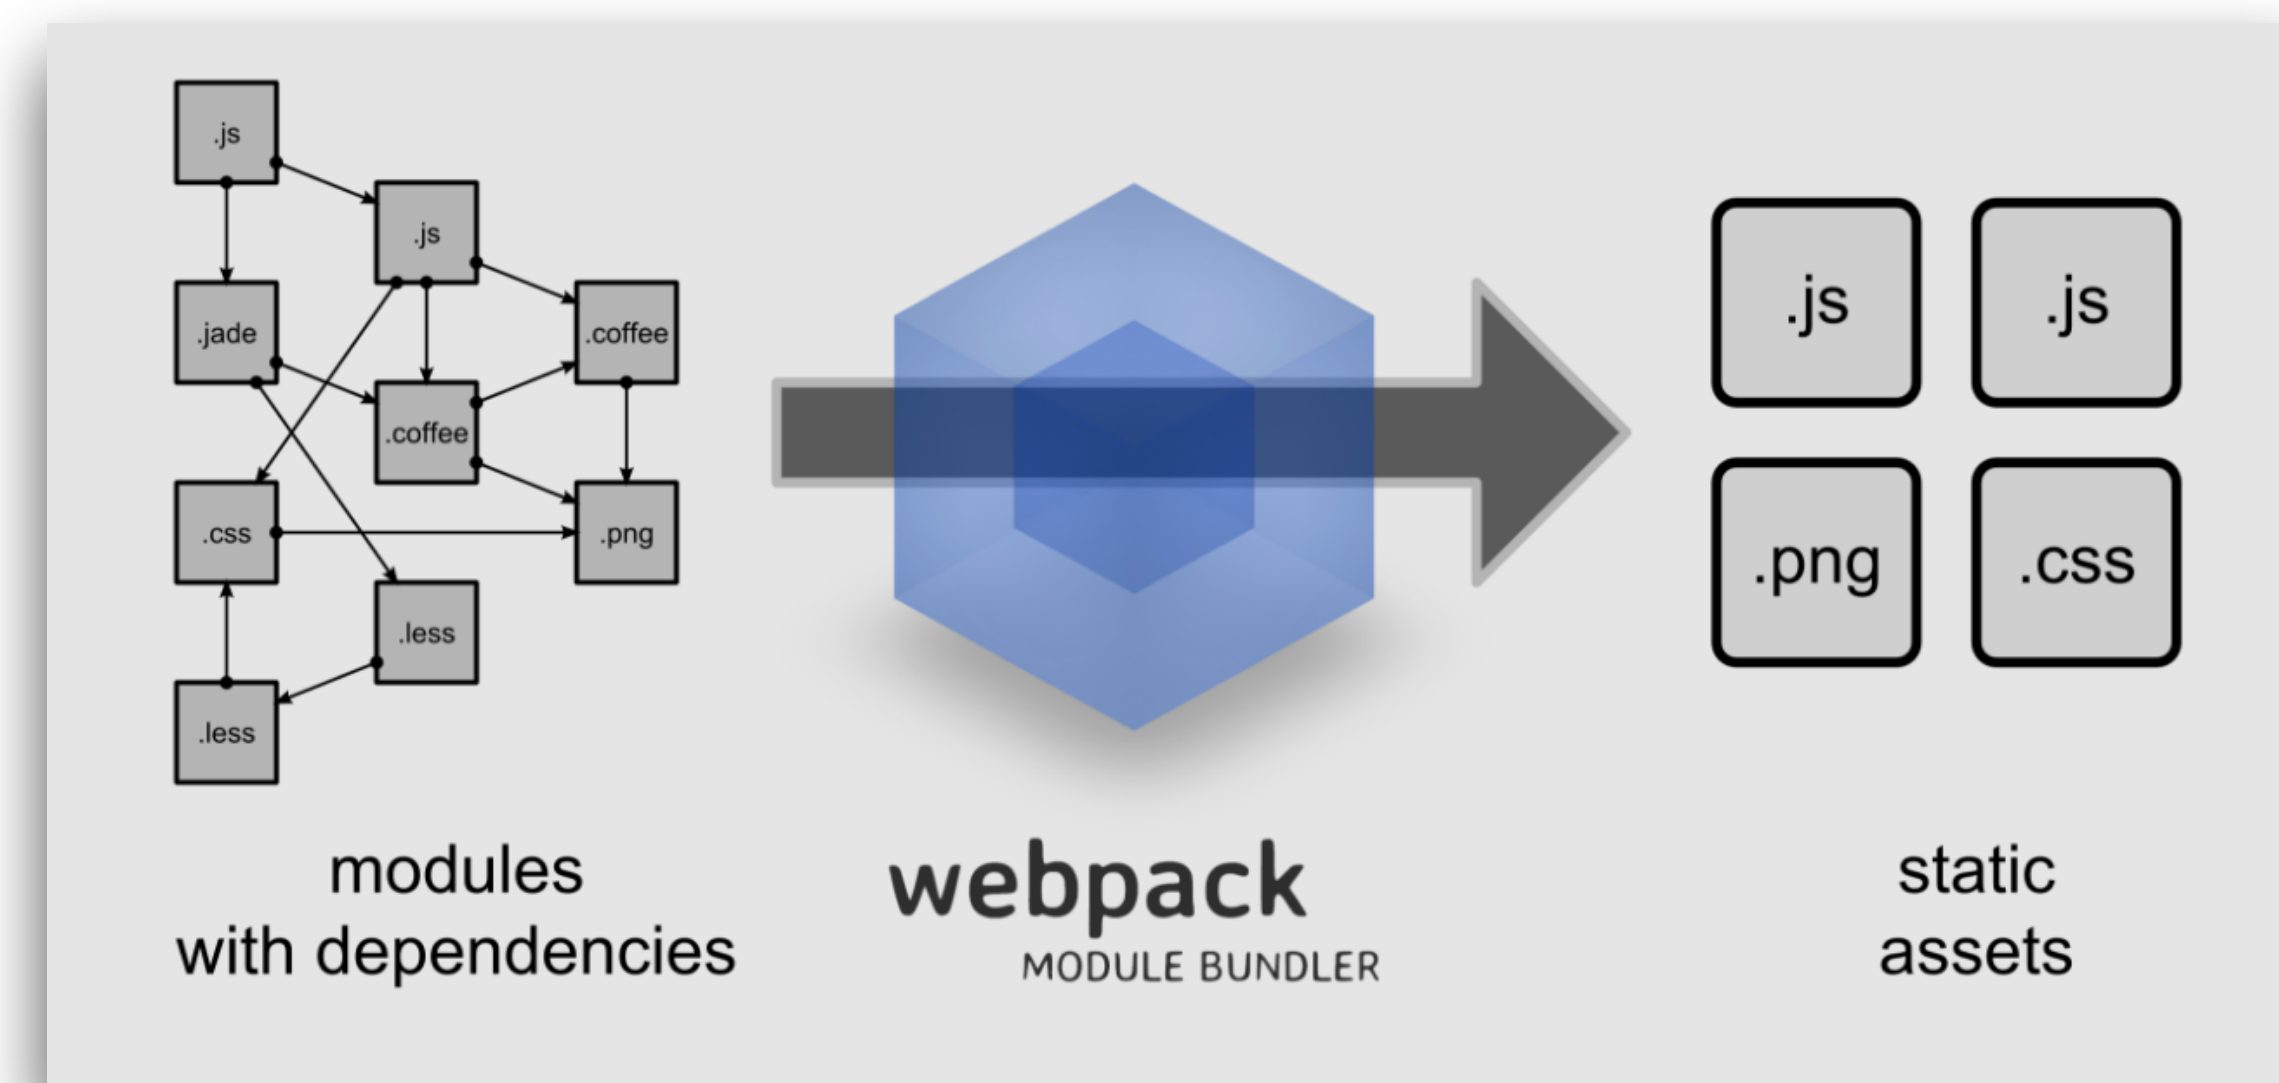 .js
.js
.jade
.coffee
.coffee
.css
.png
.less
.less
.js
.js
.png
.css
modules
with dependencies
webpack
MODULE BUNDLER
static
assets